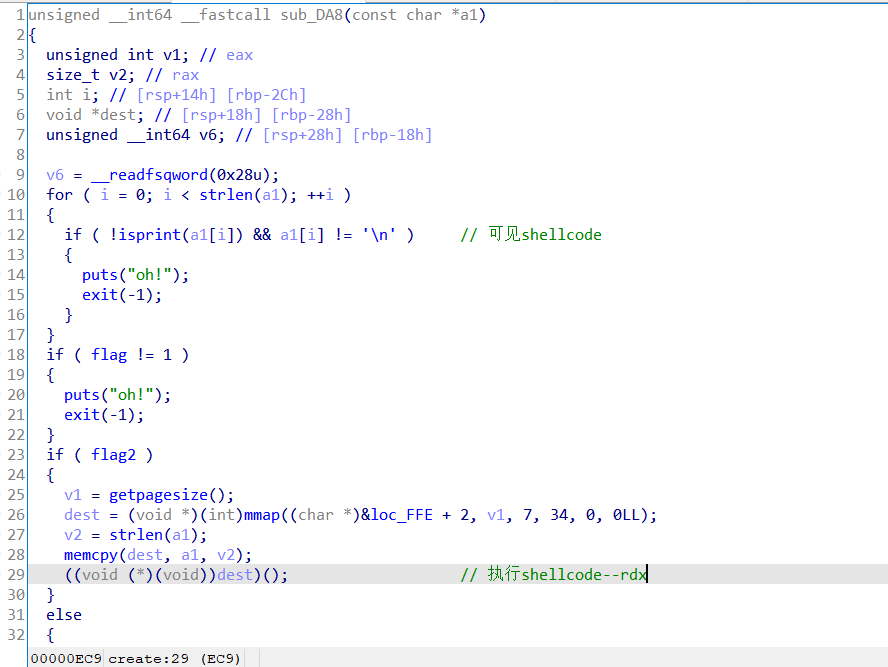 1 unsigned __int64 __fastcall sub_DA8(const char *a1)
2 {
3 unsigned int v1; // eax
4 size_t v2; // rax
5 int i; // [rsp+14h] [rbp-2Ch]
6 void *dest; // [rsp+18h] [rbp-28h]
7 unsigned __int64 v6; // [rsp+28h] [rbp-18h]
8
9 v6 = __readfsqword(0x28u);
10 for ( i = 0; i < strlen(a1); ++i )
11 {
12 if ( !isprint(a1[i]) && a1[i] != '\n' ) // 可见shellcode
13 {
14 puts("oh!");
15 exit(-1);
16 }
17 }
18 if ( flag != 1 )
19 {
20 puts("oh!");
21 exit(-1);
22 }
23 if ( flag2 )
24 {
25 v1 = getpagesize();
26 dest = (void *)(int)mmap((char *)&loc_FFE + 2, v1, 7, 34, 0, 0LL);
27 v2 = strlen(a1);
28 memcpy(dest, a1, v2);
29 ((void (*)(void))dest)(); // 执行shellcode--rdx
30 }
31 else
32 {
00000EC9 create:29 (EC9)